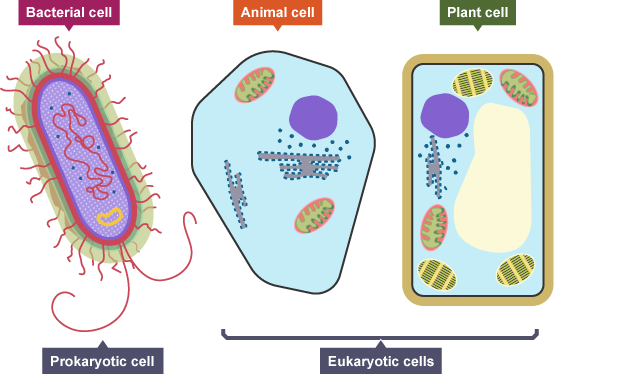 Bacterial cell
Animal cell
Plant cell
Prokaryotic cell
Eukaryotic cells